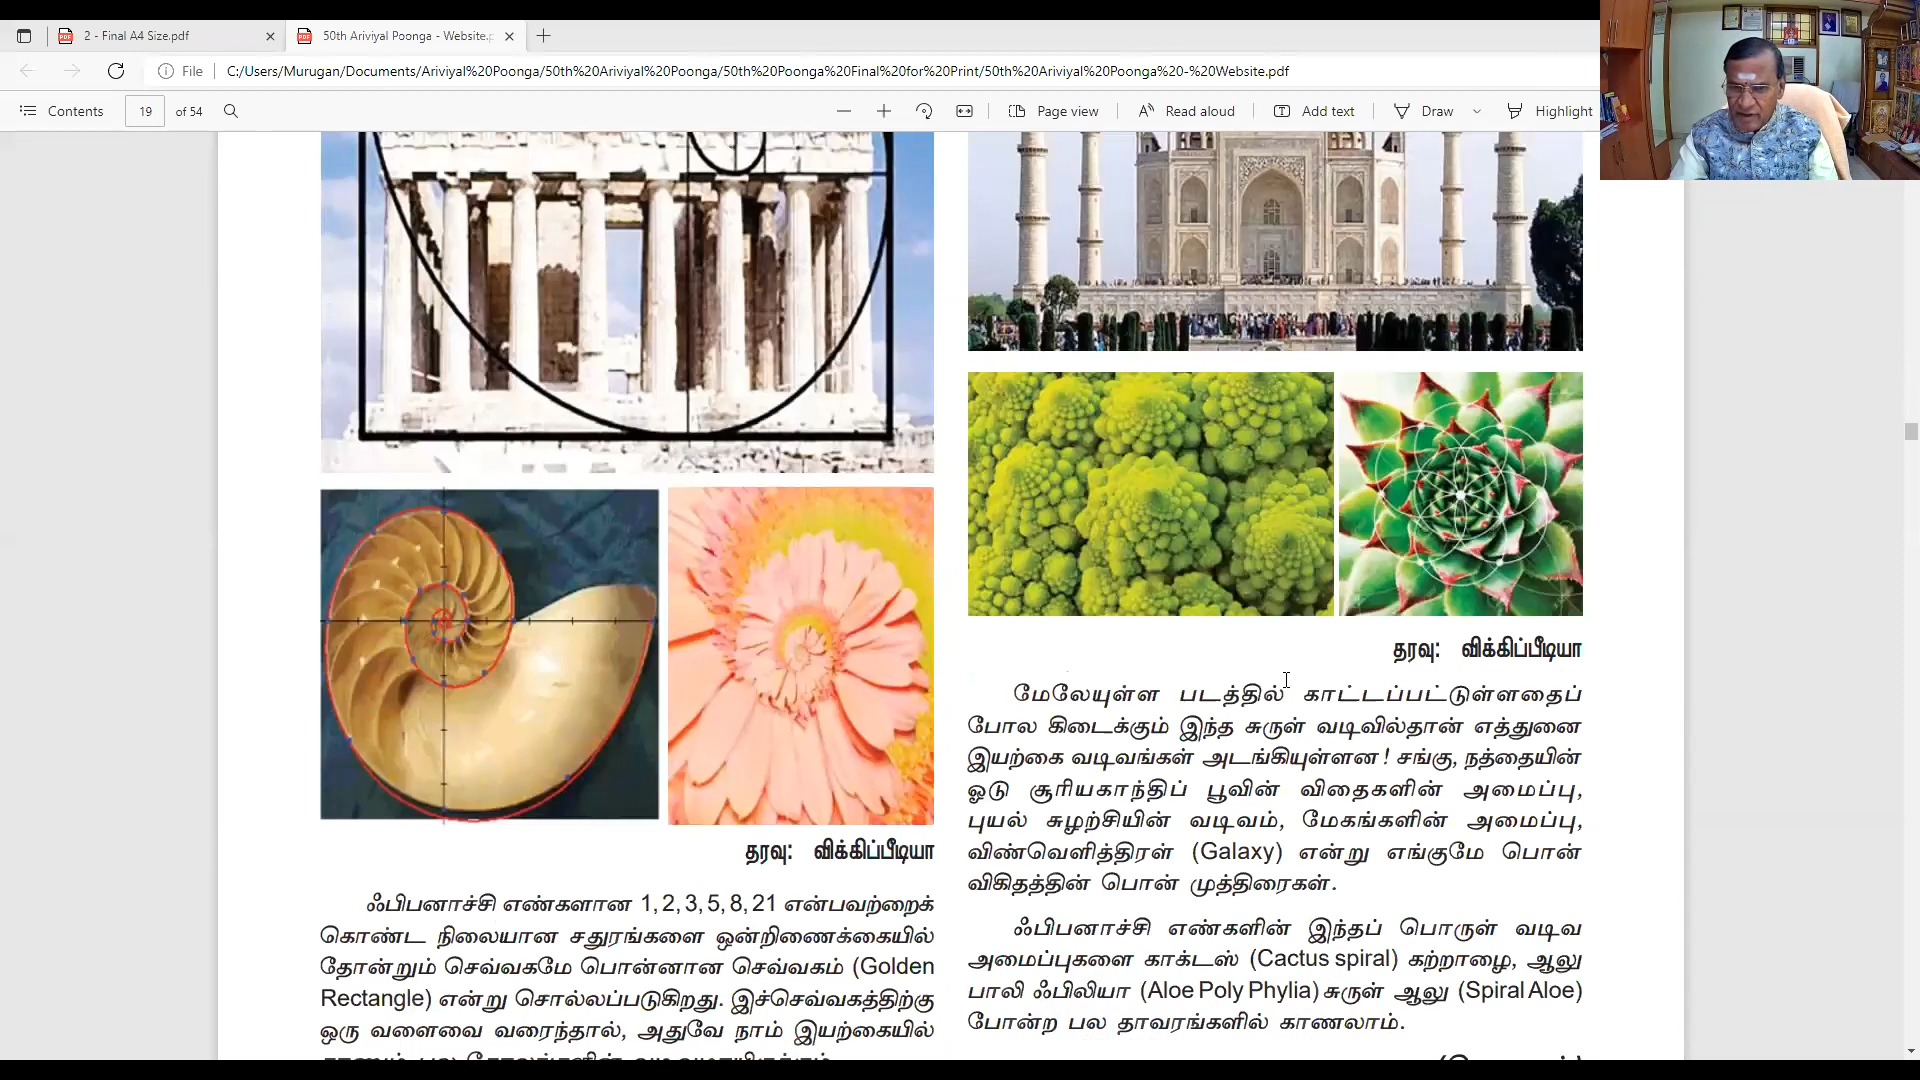 2 - Final A4 Size.pdf
50th Ariviyal Poonga - Website.p
File
C:/Users/Murugan/Documents/Ariviyal%20Poonga/50th%20Ariviyal%20Poonga/50th%20Poonga%20Final%20for%20Print/50th%20Ariviyal%20Poonga%20-%20Website.pdf
Contents
19 of 54
Page view
Read aloud
Add text
Draw
Highlight
தரவு: விக்கிப்பீடியா
ஃபிபனாச்சி எண்களான 1, 2, 3, 5, 8, 21 என்பவற்றைக்
கொண்ட நிலையான சதுரங்களை ஒன்றிணைக்கையில்
தோன்றும் செவ்வகமே பொன்னான செவ்வகம் (Golden
Rectangle) என்று சொல்லப்படுகிறது. இச்செவ்வகத்திற்கு
ஒரு வளைவை வரைந்தால், அதுவே நாம் இயற்கையில்
தரவு: விக்கிப்பீடியா
மேலேயுள்ள படத்தில் காட்டப்பட்டுள்ளதைப்
போல கிடைக்கும் இந்த சுருள் வடிவில்தான் எத்துனை
இயற்கை வடிவங்கள் அடங்கியுள்ளன ! சங்கு, நத்தையின்
ஓடு சூரியகாந்திப் பூவின் விதைகளின் அமைப்பு,
புயல் சுழற்சியின் வடிவம், மேகங்களின் அமைப்பு,
விண்வெளித்திரள் (Galaxy) என்று எங்குமே பொன்
விகிதத்தின் பொன் முத்திரைகள்.
ஃபிபனாச்சி எண்களின் இந்தப் பொருள் வடிவ
அமைப்புகளை காக்டஸ் (Cactus spiral) கற்றாழை, ஆலு
பாலி ஃபிலியா (Aloe Poly Phylia) சுருள் ஆலு (Spiral Aloe)
போன்ற பல தாவரங்களில் காணலாம்.